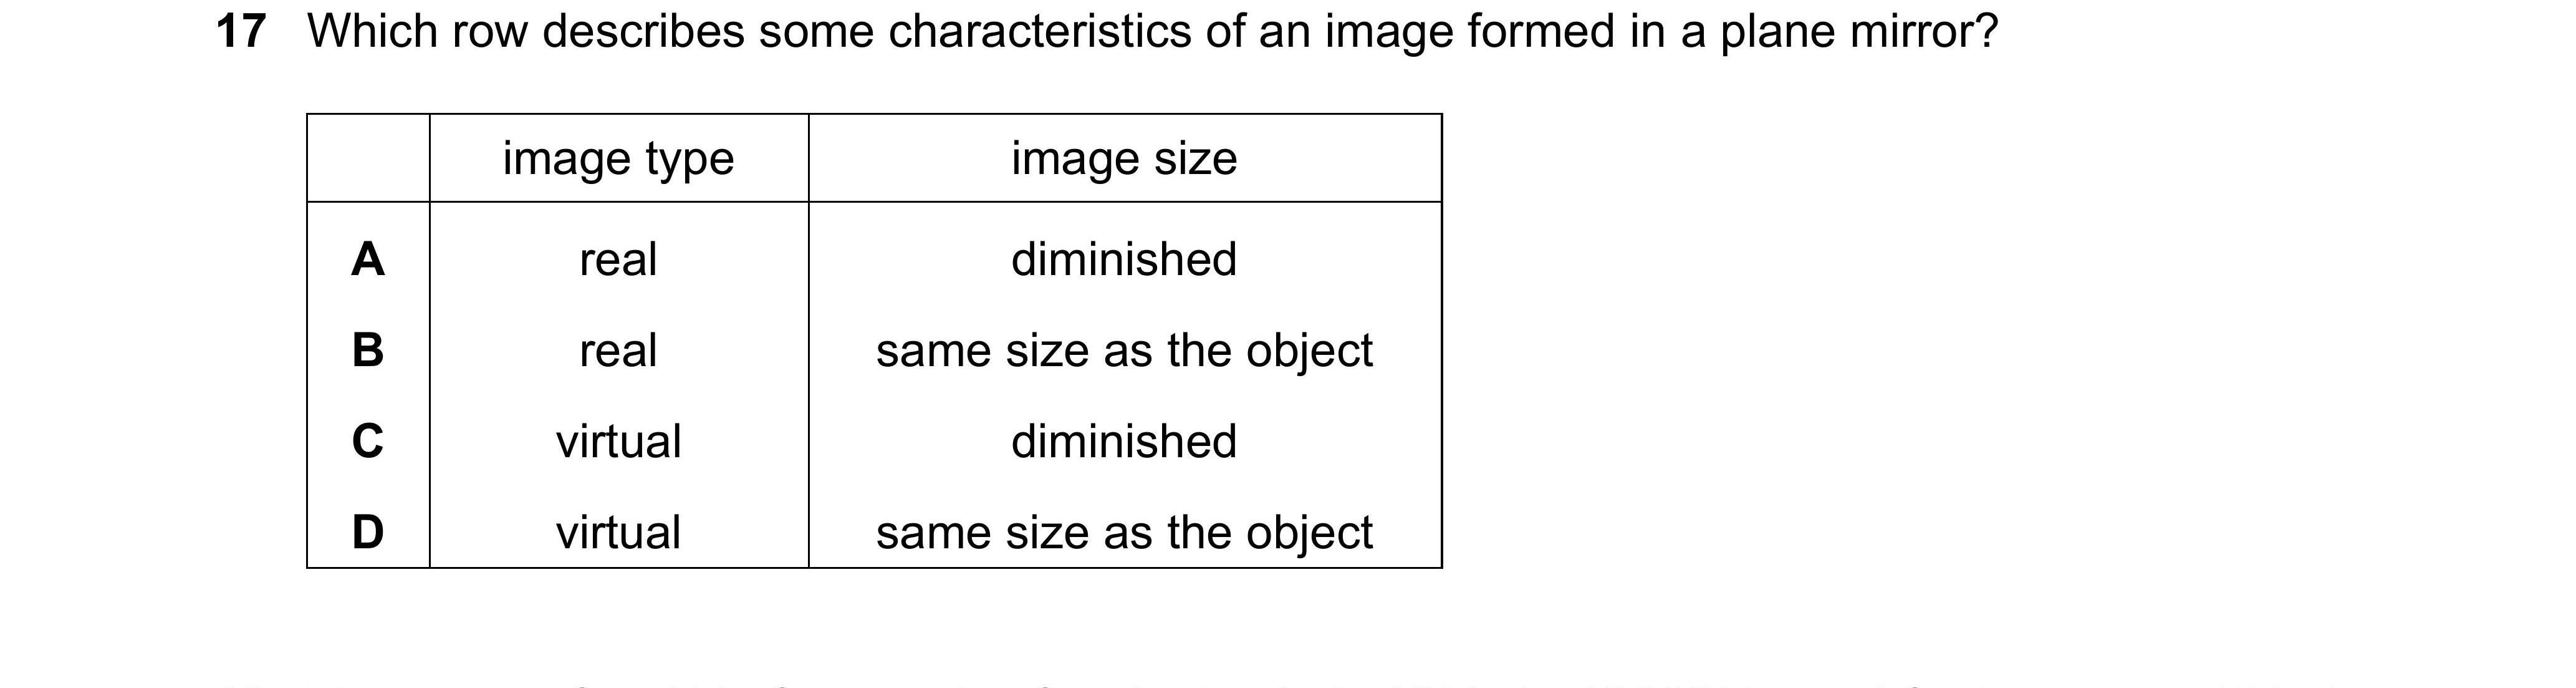 17 Which row describes some characteristics of an image formed in a plane mirror?
image type image size
A real diminished
B real same size as the object
C virtual diminished
D virtual same size as the object